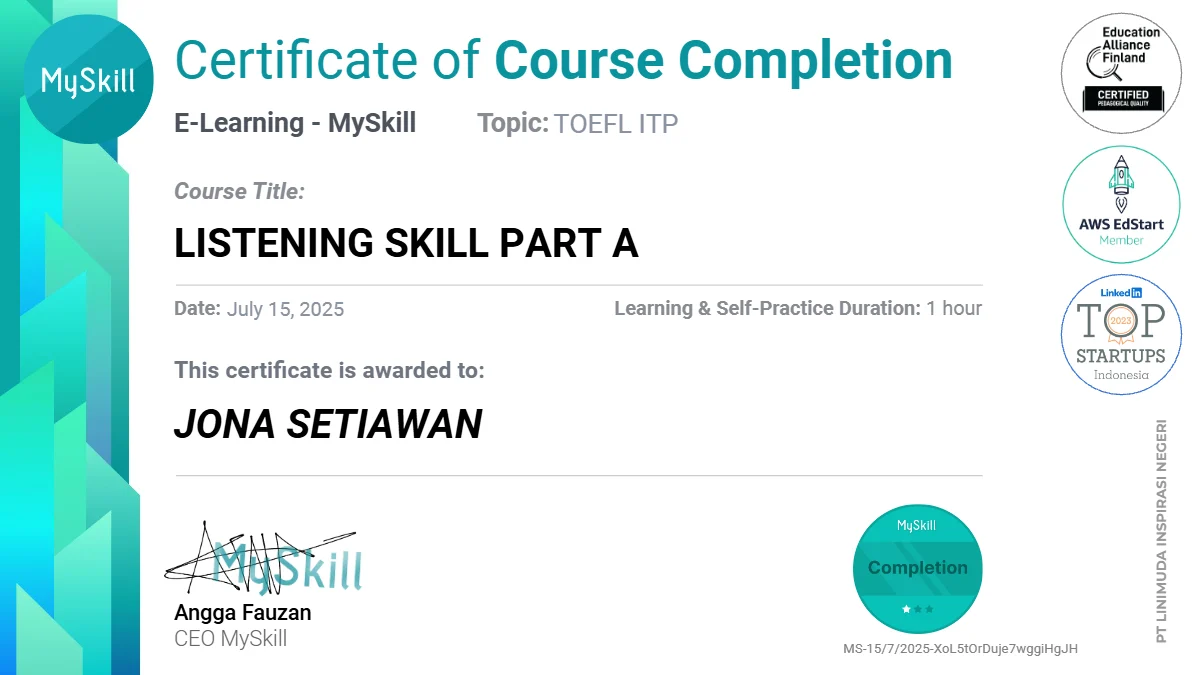 MySkill
Certificate of Course Completion
E-Learning - MySkill
Topic: TOEFL ITP
Course Title:
LISTENING SKILL PART A
Date: July 15, 2025
Learning & Self-Practice Duration: 1 hour
This certificate is awarded to:
JONA SETIAWAN
MySkill
Angga Fauzan
CEO MySkill
MySkill
Completion
MS-15/7/2025-XoL5tOrDuje7wggiHgJH
Education
Alliance
Finland
CERTIFIED
PEDAGOGICAL QUALITY
AWS EdStart
Member
LinkedIn
TOP
2023
STARTUPS
Indonesia
PT LINIMUDA INSPIRASI NEGERI